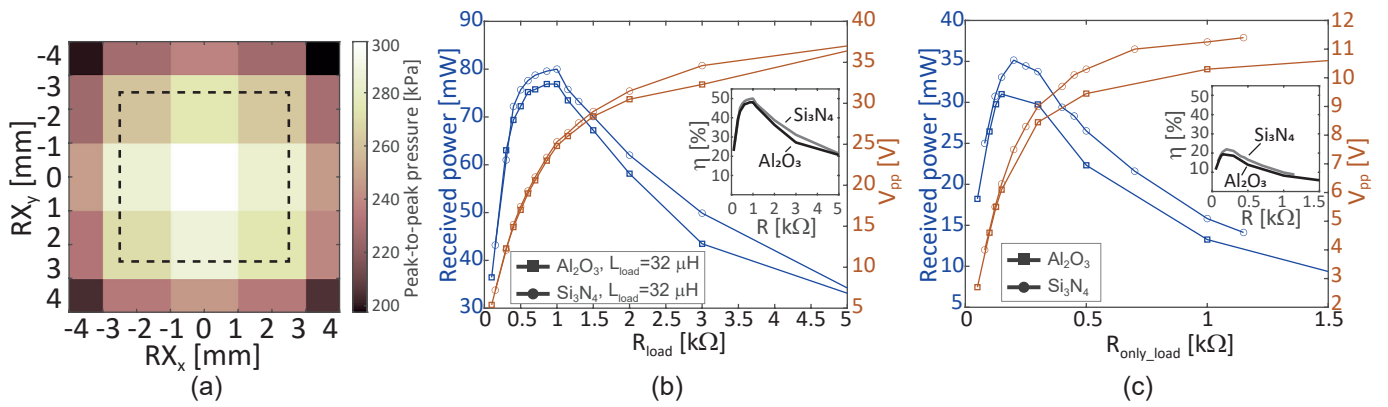 -4
-3
-2
-1
0
1
2
3
4
RXy [mm]
-4 -3 -2 -1 0 1 2 3 4
RXx [mm]
300
280
260
240
220
200
Peak-to-peak pressure [kPa]
(a)
90
80
70
60
50
40
30
Received power [mW]
0 0.5 1 1.5 2 2.5 3 3.5 4 4.5 5
Rload [kΩ]
40
35
30
25
20
15
10
5
Vpp [V]
Al2O3, Lload=32 μH
Si3N4, Lload=32 μH
50
40
30
20
10
η [%]
Si3N4
Al2O3
0 1 2 3 4 5
R [kΩ]
(b)
45
40
35
30
25
20
15
10
5
Received power [mW]
0 0.5 1 1.5
Ronly_load [kΩ]
12
11
10
9
8
7
6
5
4
3
2
Vpp [V]
Al2O3
Si3N4
50
40
30
20
10
η [%]
Si3N4
Al2O3
0 0.5 1 1.5
R [kΩ]
(c)